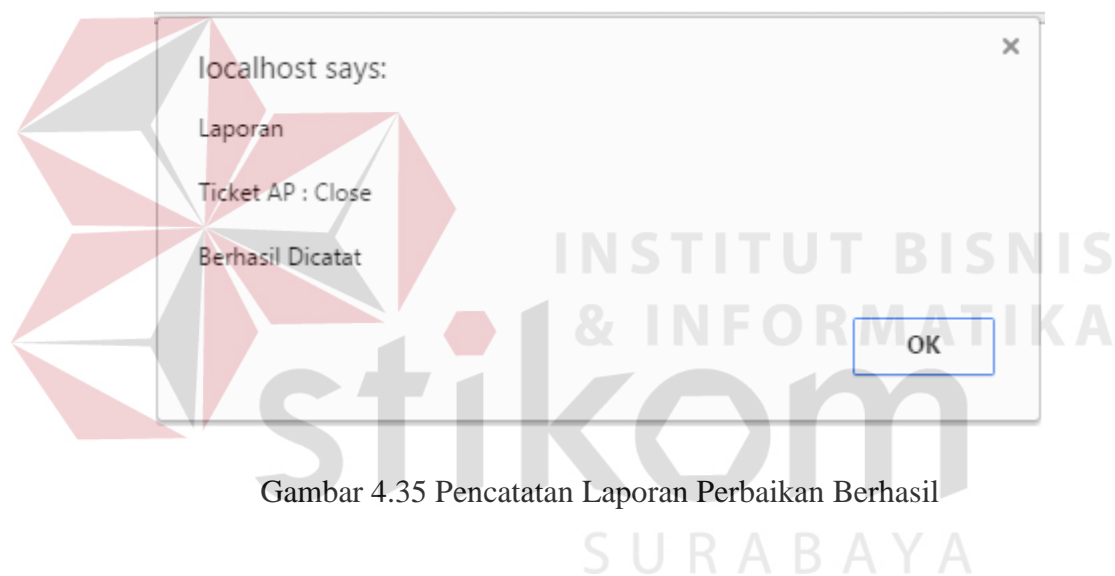 localhost says:
Laporan
Ticket AP : Close
Berhasil Dicatat
OK
INSTITUT BISNIS
& INFORMATIKA
stikom
SURABAYA
Gambar 4.35 Pencatatan Laporan Perbaikan Berhasil